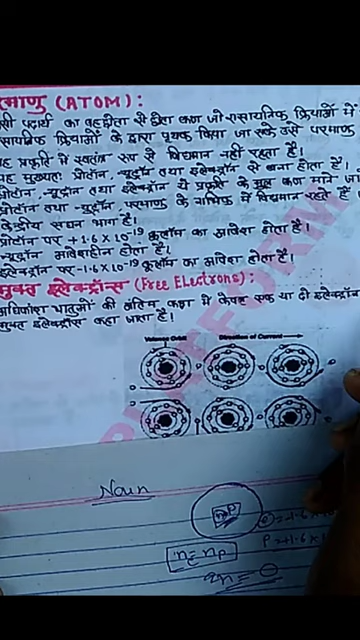 रमाणु (ATOM) :
सी पदार्थ का वह छोटा से छोटा कण जो रासायनिक क्रियाओं में
सायनिक क्रियाओं के द्वारा पृथक किया जा सके उसे परमाणु
यह प्रकृति में स्वतंत्र रूप से विद्यमान नहीं रहता है।
यह मुख्यतः प्रोटॉन, न्यूट्रॉन तथा इलेक्ट्रॉन से बना होता है।
प्रोटॉन, न्यूट्रॉन तथा इलेक्ट्रॉन ये प्रकृति के मूल कण माने जा
प्रोटॉन तथा न्यूट्रॉन परमाणु के नाभिक में विद्यमान रहते हैं।
केन्द्रीय सघन भाग है।
प्रोटॉन पर +1.6×10⁻¹⁹ कूलॉम का आवेश होता है।
न्यूट्रॉन आवेशहीन होता है।
इलेक्ट्रॉन पर -1.6×10⁻¹⁹ कूलॉम का आवेश होता है।
मुक्त इलेक्ट्रॉन्स (Free Electrons) :
अधिकांश धातुओं की अंतिम कक्षा में केवल एक या दो इलेक्ट्रॉन
मुक्त इलेक्ट्रॉन्स कहा जाता है।
Valence Orbit Direction of Current
PLATFORM
Noun